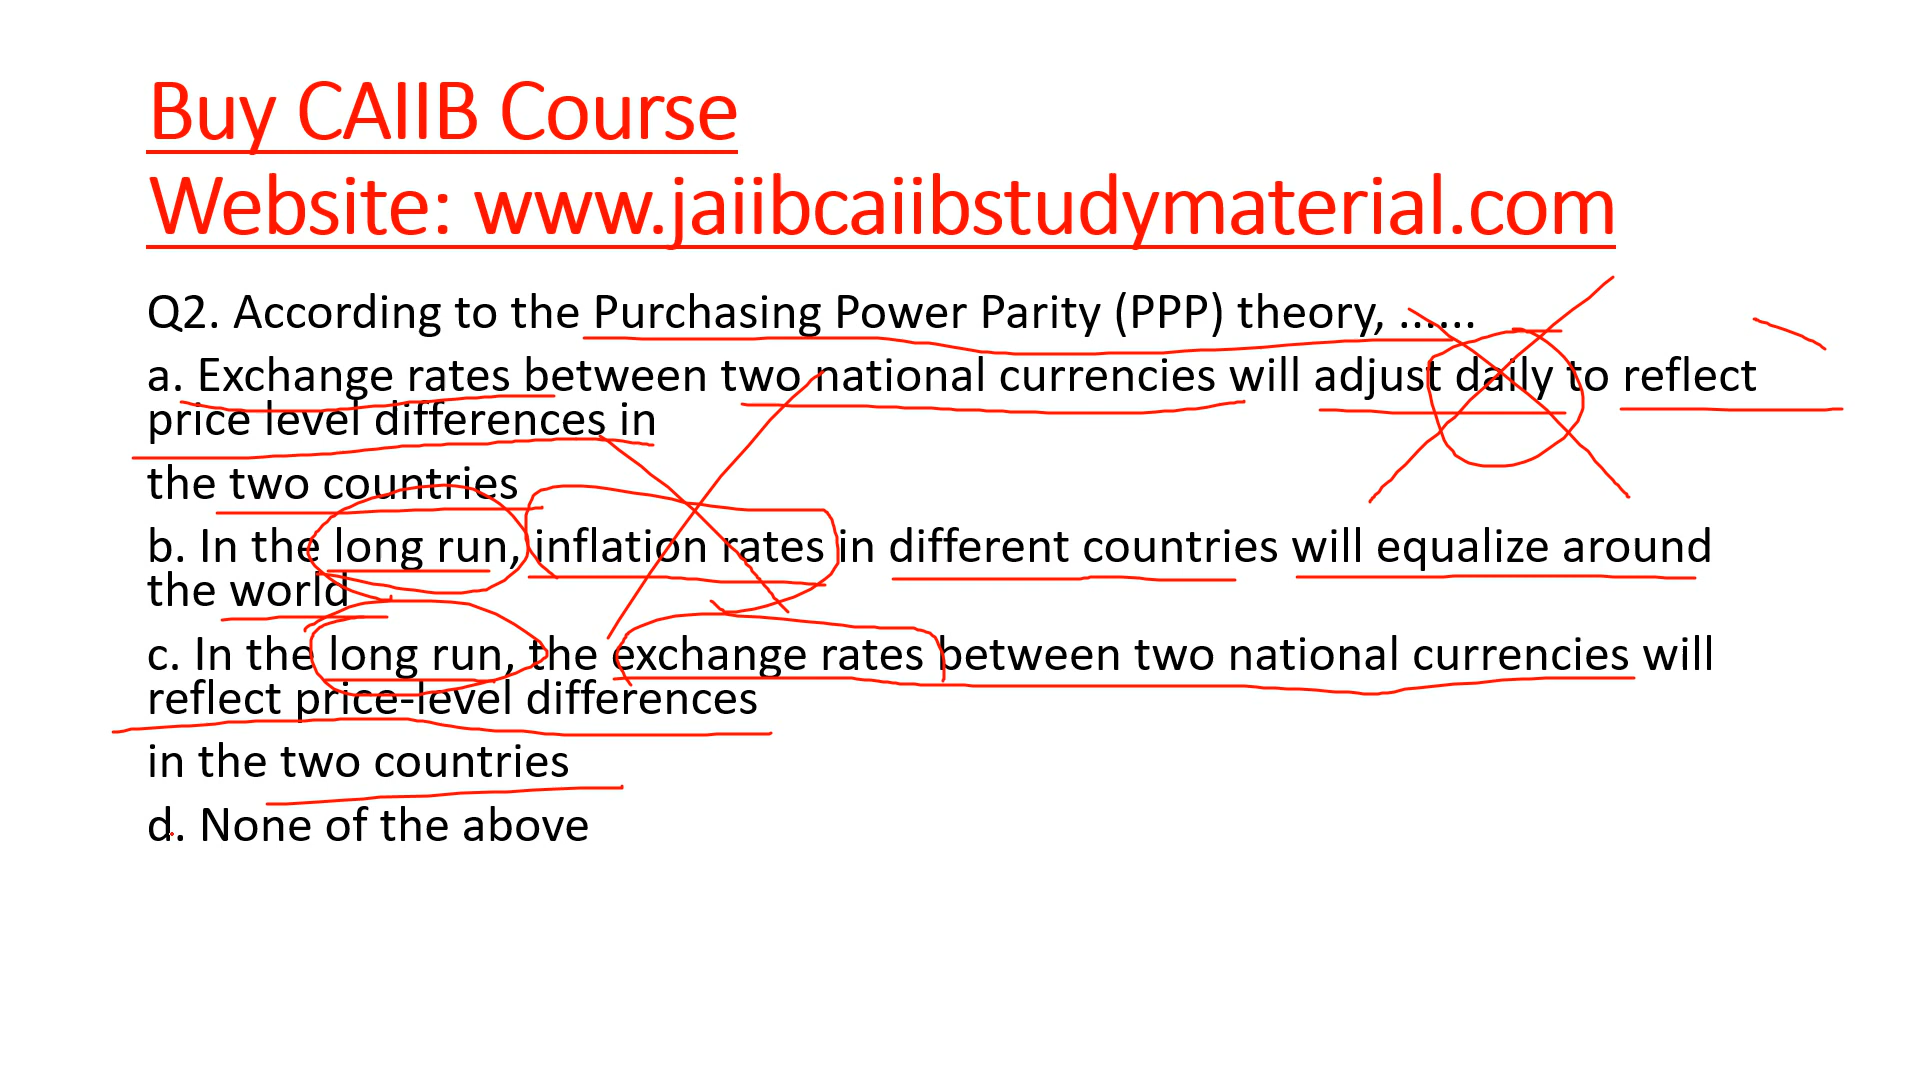 Buy CAIIB Course
Website: www.jaiibcaiibstudymaterial.com
Q2. According to the Purchasing Power Parity (PPP) theory, ......
a. Exchange rates between two national currencies will adjust daily to reflect
price level differences in
the two countries
b. In the long run, inflation rates in different countries will equalize around
the world
c. In the long run, the exchange rates between two national currencies will
reflect price-level differences
in the two countries
d. None of the above